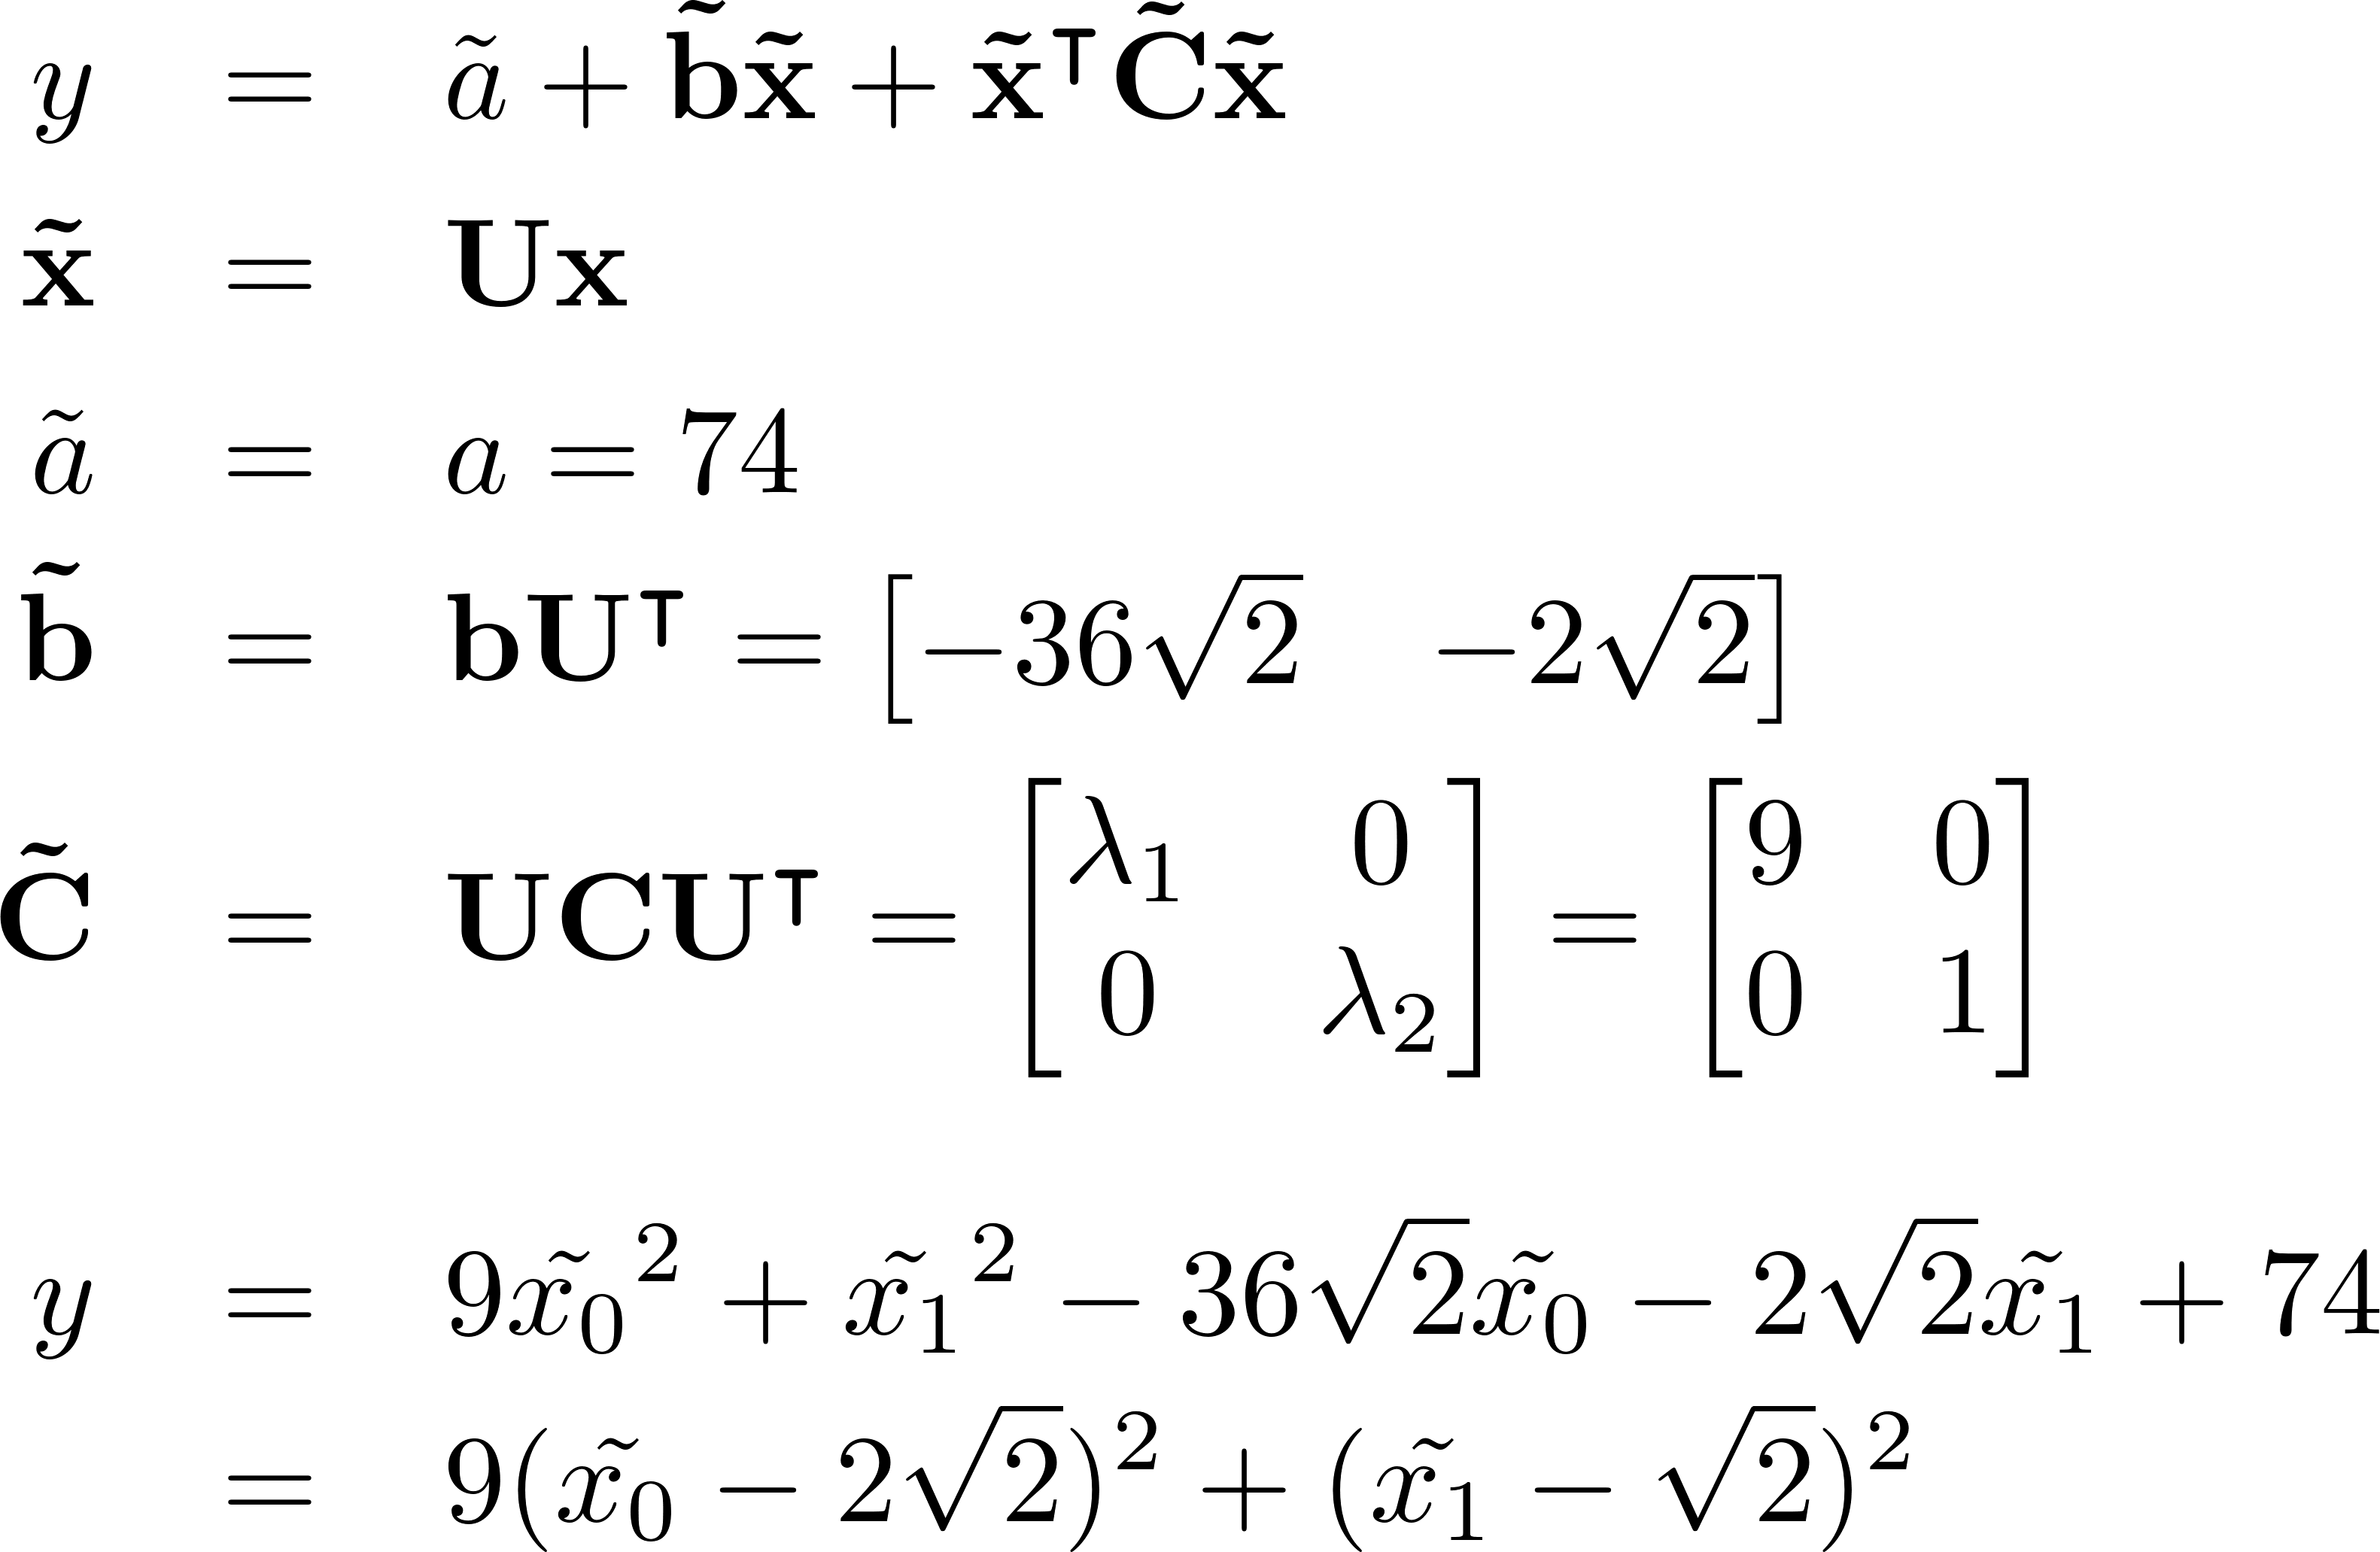 y = ã + b̃x̃ + x̃ᵀC̃x̃
x̃ = Ux
ã = a = 74
b̃ = bUᵀ = [−36√2 −2√2]
C̃ = UCUᵀ = [λ₁ 0 0 λ₂] = [9 0 0 1]
y = 9x̃₀² + x̃₁² − 36√2x̃₀ − 2√2x̃₁ + 74
= 9(x̃₀ − 2√2)² + (x̃₁ − √2)²